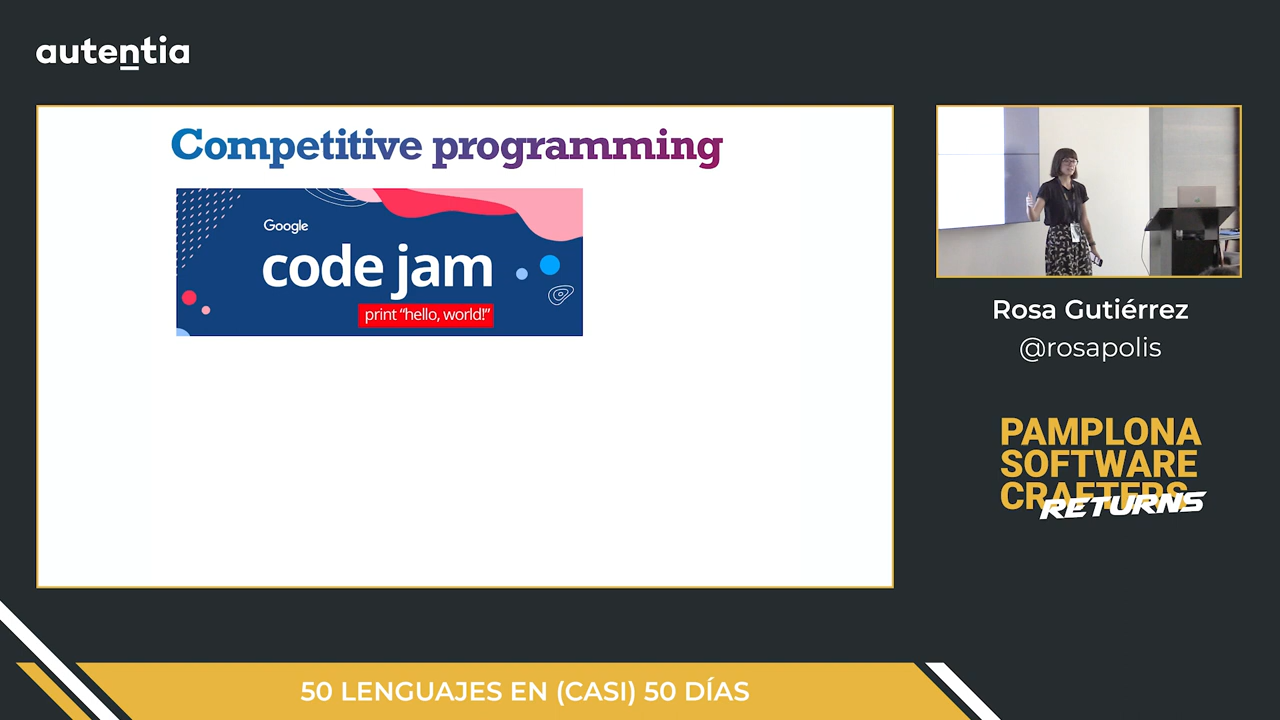 autentia
Competitive programming
Google
code jam
print “hello, world!”
Rosa Gutiérrez
@rosapolis
PAMPLONA
SOFTWARE
CRAFTERS
RETURNS
50 LENGUAJES EN (CASI) 50 DÍAS